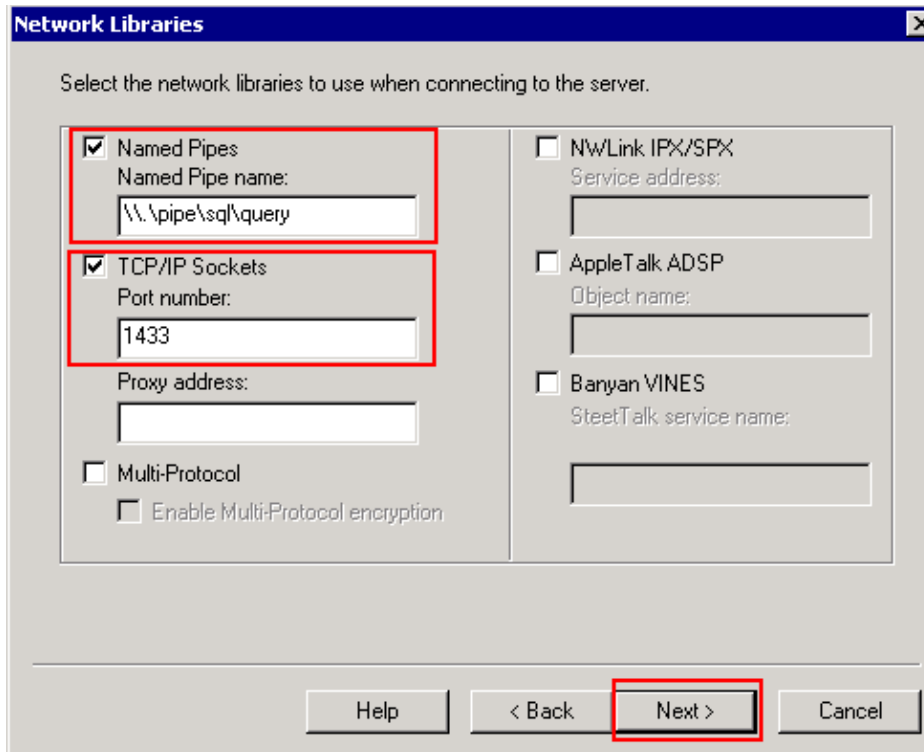 Network Libraries
Select the network libraries to use when connecting to the server.
Named Pipes
Named Pipe name:
\\.\pipe\sql\query
TCP/IP Sockets
Port number:
1433
Proxy address:
Multi-Protocol
Enable Multi-Protocol encryption
NWLink IPX/SPX
Service address:
AppleTalk ADSP
Object name:
Banyan VINES
SteetTalk service name:
Help
< Back
Next >
Cancel